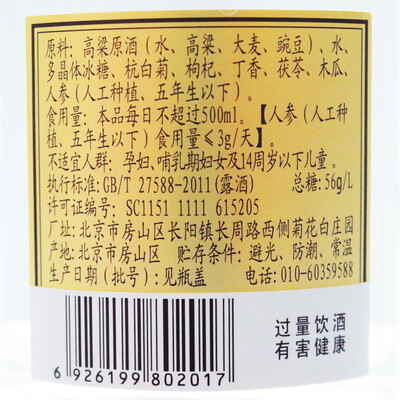 原料：高梁原酒（水、高粱、大麦、豌豆）、水、
多晶体冰糖、杭白菊、枸杞、丁香、茯苓、木瓜、
人参（人工种植、五年生以下）。
食用量：本品每日不超过500ml。【人参（人工种
植、五年生以下）食用量≤3g/天】。
不适宜人群：孕妇、哺乳期妇女及14周岁以下儿童。
执行标准：GB/T 27588-2011(露酒) 总糖：56g/L
许可证编号：SC1151 1111 615205
厂址：北京市房山区长阳镇长周路西侧菊花白庄园
产地：北京市房山区 贮存条件：避光、防潮、常温
生产日期（批号）：见瓶盖 电话：010-60359588
过量饮酒
有害健康
6 926199 802017